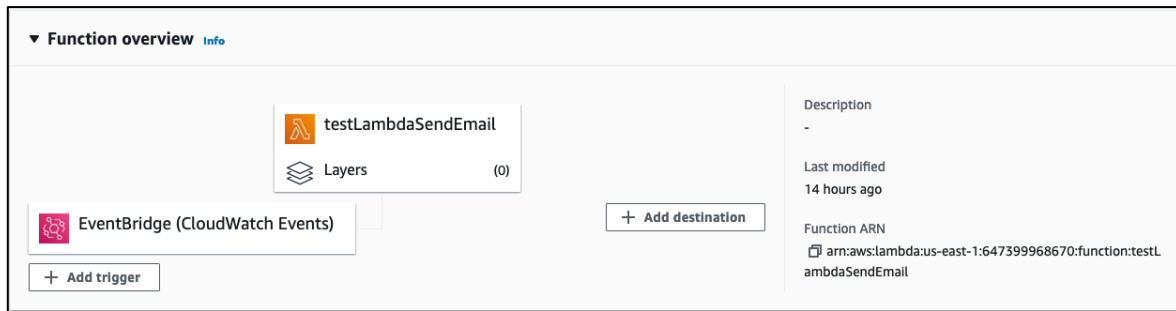 ▼ Function overview Info
testLambdaSendEmail
Layers (0)
EventBridge (CloudWatch Events)
+ Add trigger
+ Add destination
Description
-
Last modified
14 hours ago
Function ARN
arn:aws:lambda:us-east-1:647399968670:function:testL
ambdaSendEmail